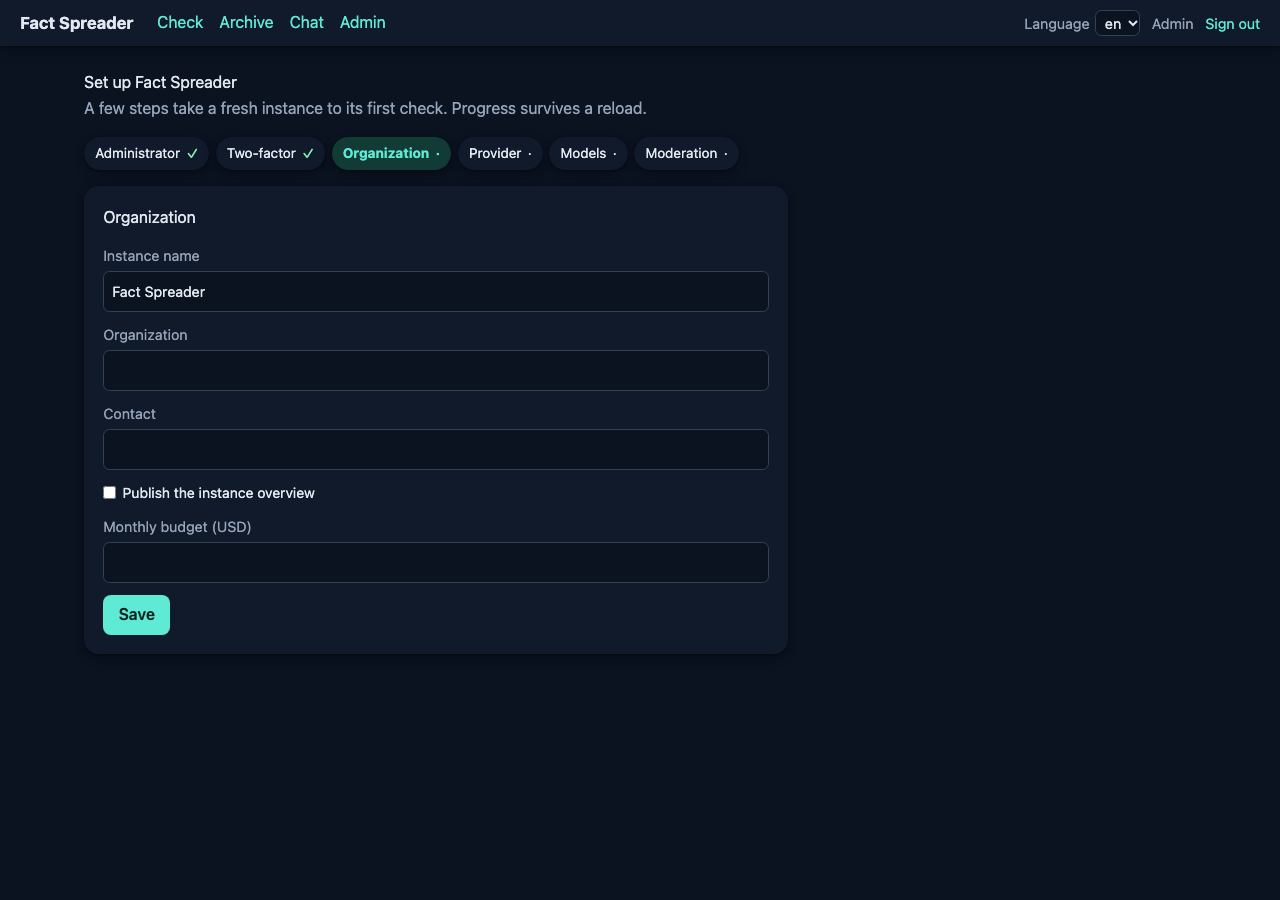 Fact Spreader Check Archive Chat Admin Language en Admin Sign out
Set up Fact Spreader
A few steps take a fresh instance to its first check. Progress survives a reload.
Administrator ✓ Two-factor ✓ Organization · Provider · Models · Moderation ·
Organization
Instance name
Fact Spreader
Organization
Contact
Publish the instance overview
Monthly budget (USD)
Save